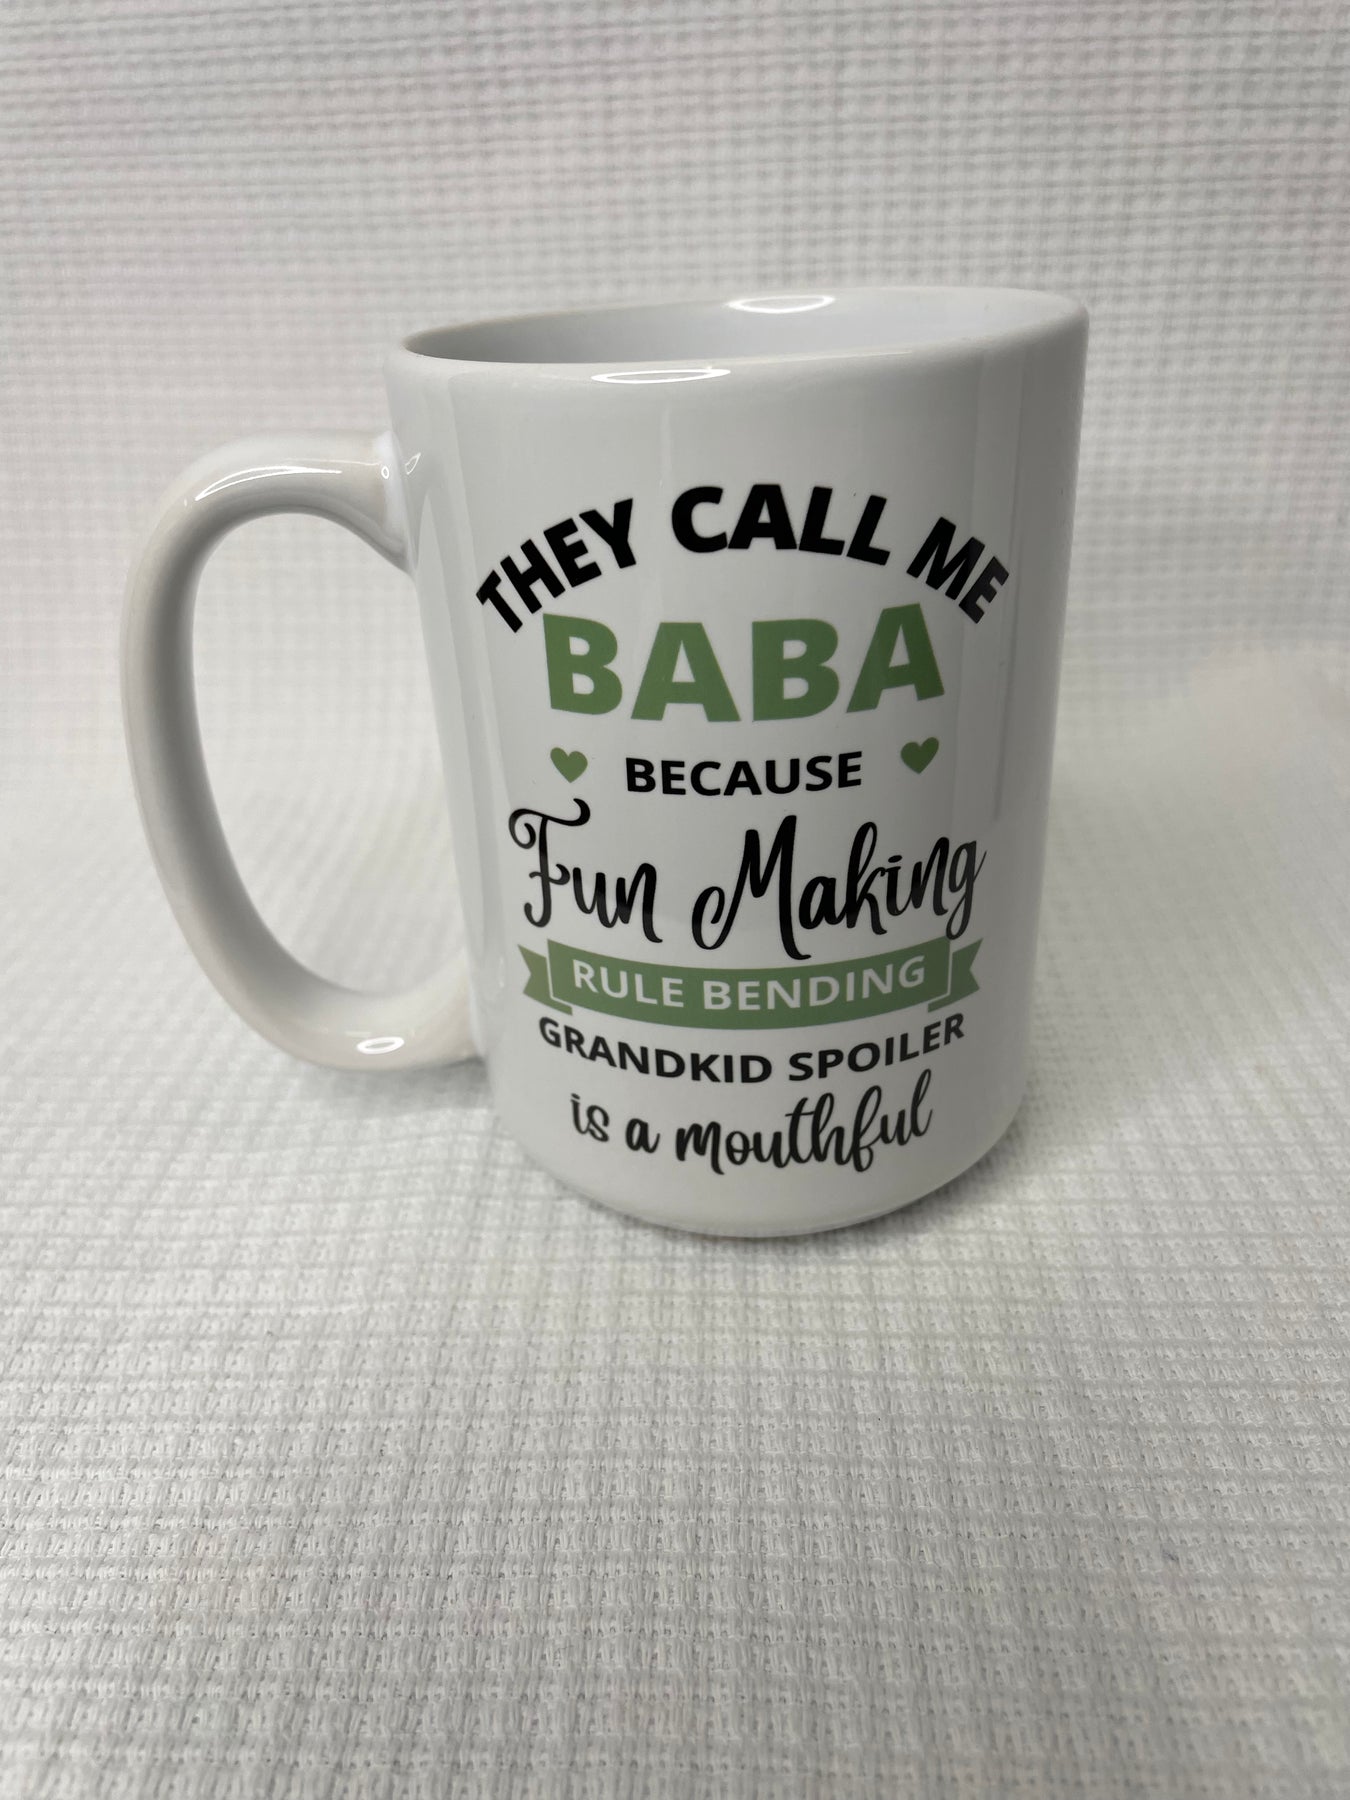 THEY CALL ME
BABA
BECAUSE
Fun Making
RULE BENDING
GRANDKID SPOILER
is a mouthful